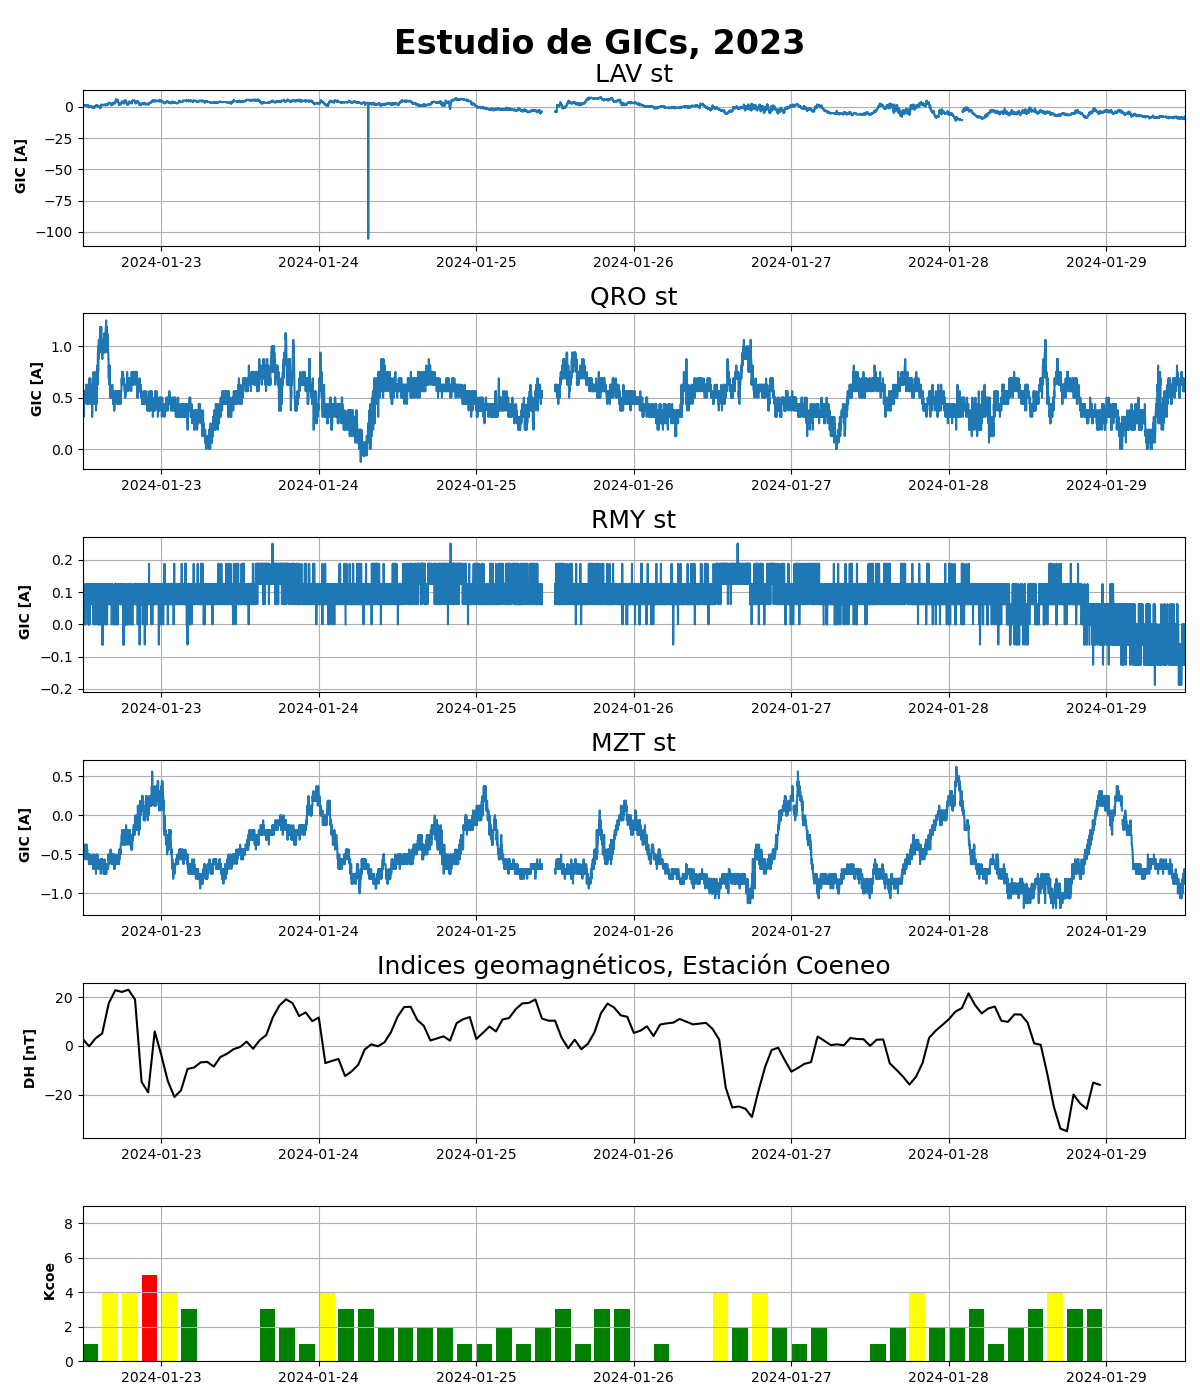 Estudio de GICs, 2023
LAV st
0
−25
−50
−75
−100
GIC [A]
2024-01-23 2024-01-24 2024-01-25 2024-01-26 2024-01-27 2024-01-28 2024-01-29
QRO st
1.0
0.5
0.0
GIC [A]
2024-01-23 2024-01-24 2024-01-25 2024-01-26 2024-01-27 2024-01-28 2024-01-29
RMY st
0.2
0.1
0.0
−0.1
−0.2
GIC [A]
2024-01-23 2024-01-24 2024-01-25 2024-01-26 2024-01-27 2024-01-28 2024-01-29
MZT st
0.5
0.0
−0.5
−1.0
GIC [A]
2024-01-23 2024-01-24 2024-01-25 2024-01-26 2024-01-27 2024-01-28 2024-01-29
Indices geomagnéticos, Estación Coeneo
20
0
−20
DH [nT]
2024-01-23 2024-01-24 2024-01-25 2024-01-26 2024-01-27 2024-01-28 2024-01-29
8
6
4
2
0
Kcoe
2024-01-23 2024-01-24 2024-01-25 2024-01-26 2024-01-27 2024-01-28 2024-01-29